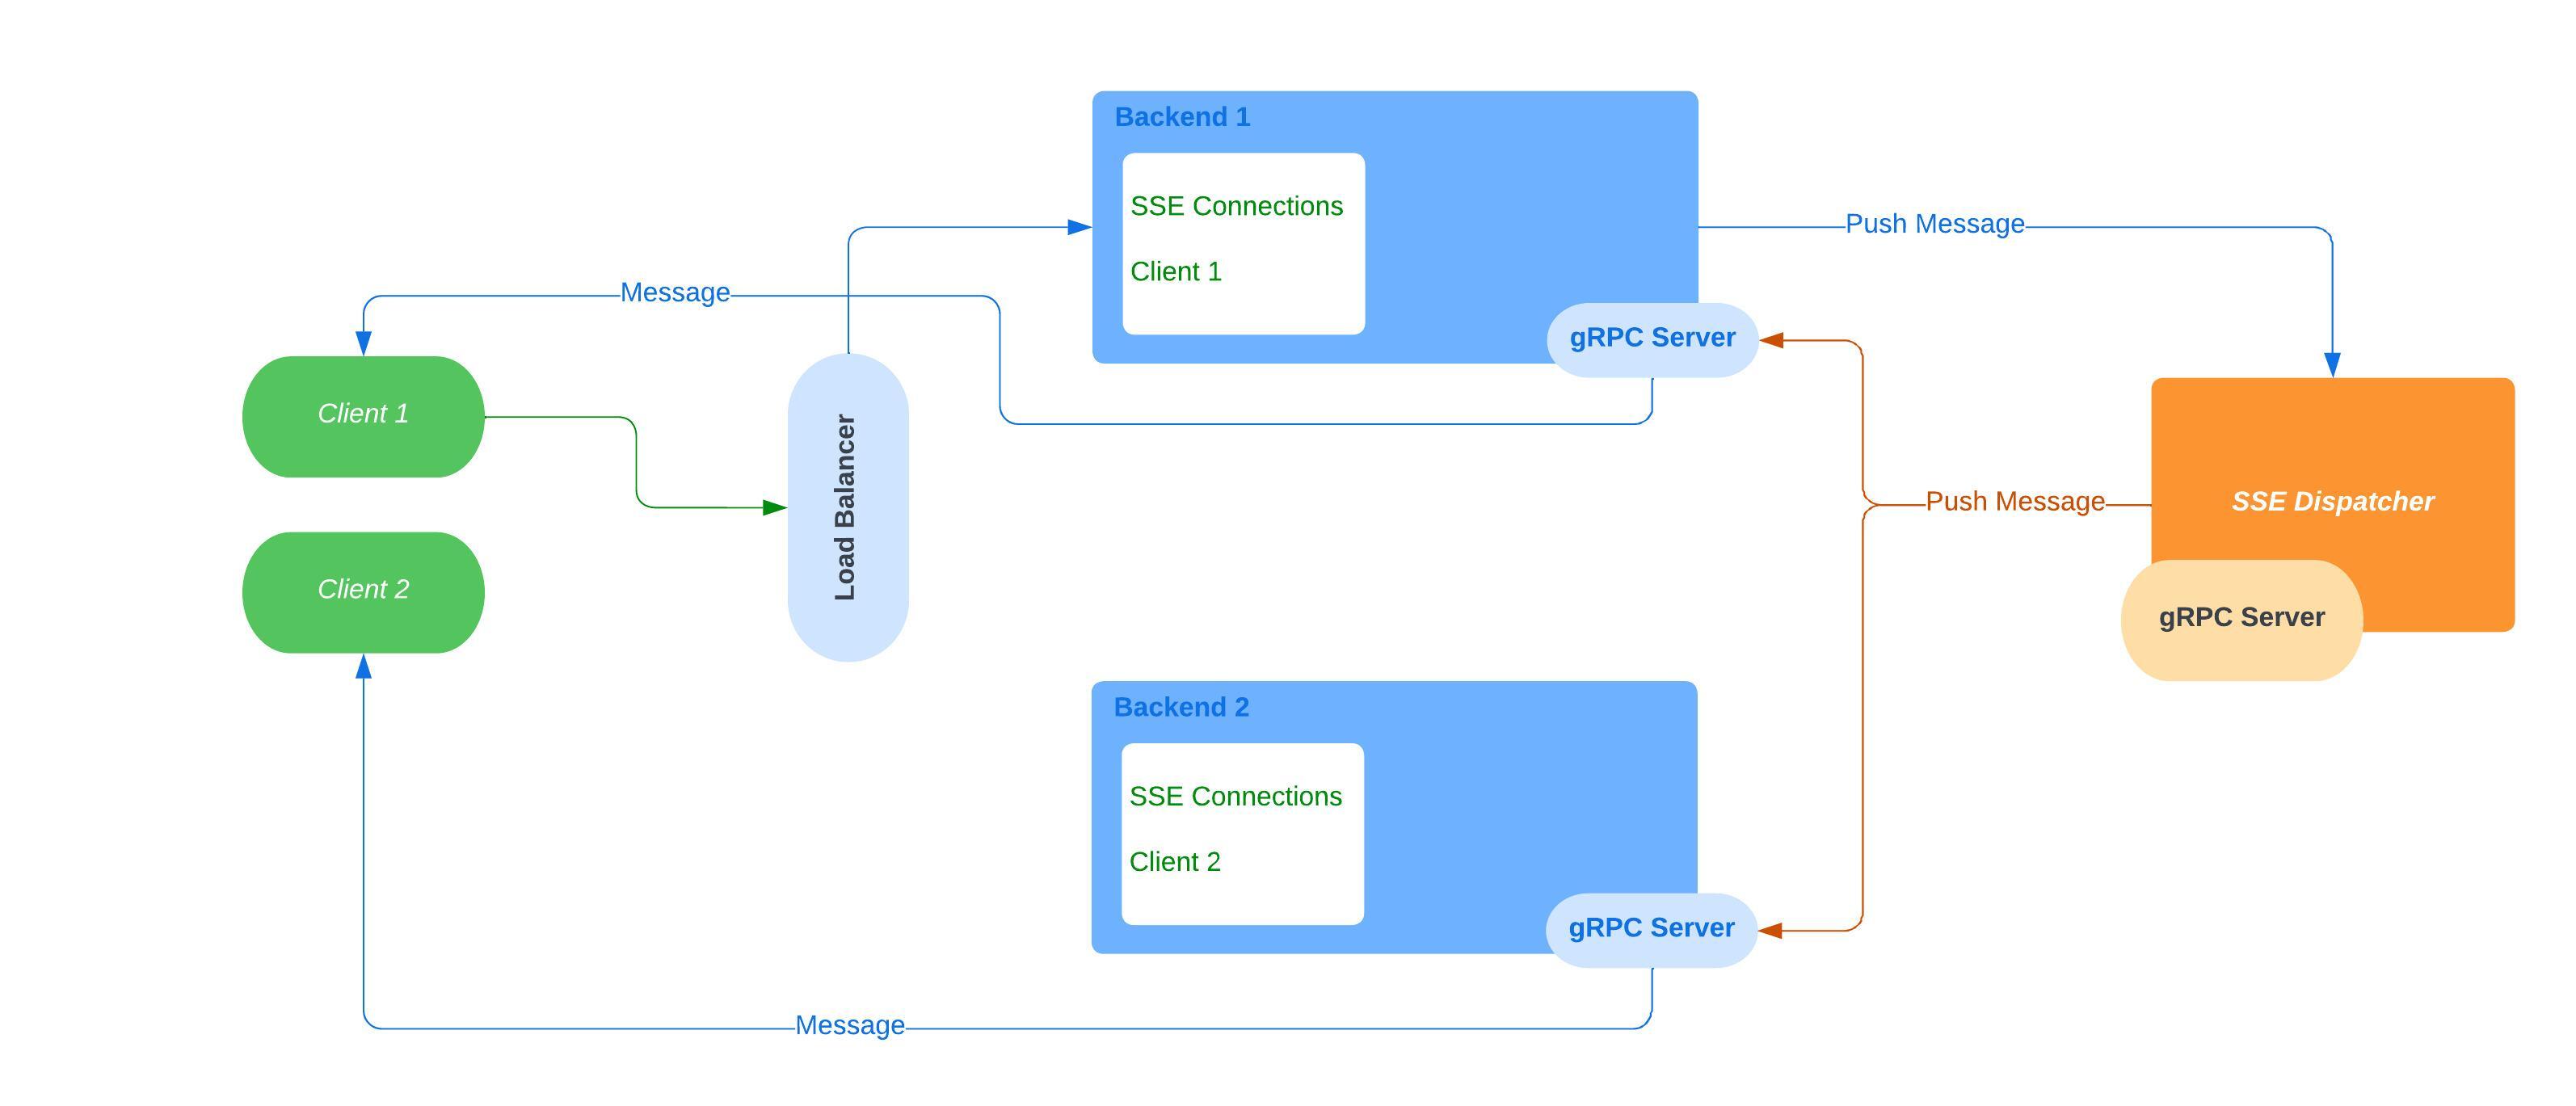 Backend 1
SSE Connections
Client 1
Push Message
Message
gRPC Server
Client 1
Load Balancer
Push Message
SSE Dispatcher
Client 2
gRPC Server
Backend 2
SSE Connections
Client 2
gRPC Server
Message